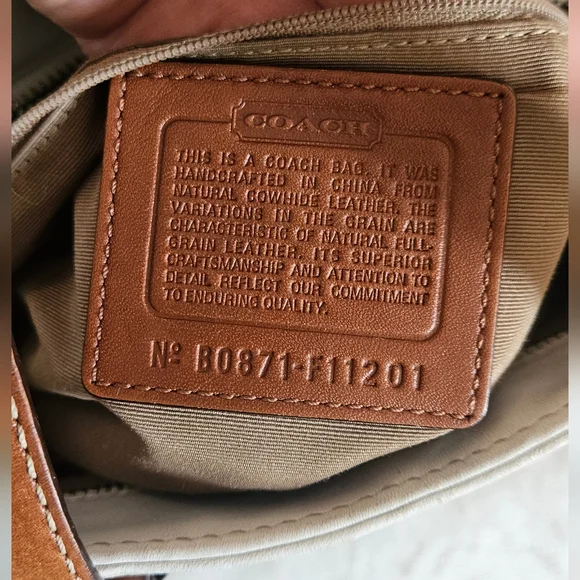 COACH
THIS IS A COACH BAG. IT WAS
HANDCRAFTED IN CHINA FROM
NATURAL COWHIDE LEATHER. THE
VARIATIONS IN THE GRAIN ARE
CHARACTERISTIC OF NATURAL FULL-
GRAIN LEATHER. ITS SUPERIOR
CRAFTSMANSHIP AND ATTENTION TO
DETAIL REFLECT OUR COMMITMENT
TO ENDURING QUALITY.
Nº B0871-F11201